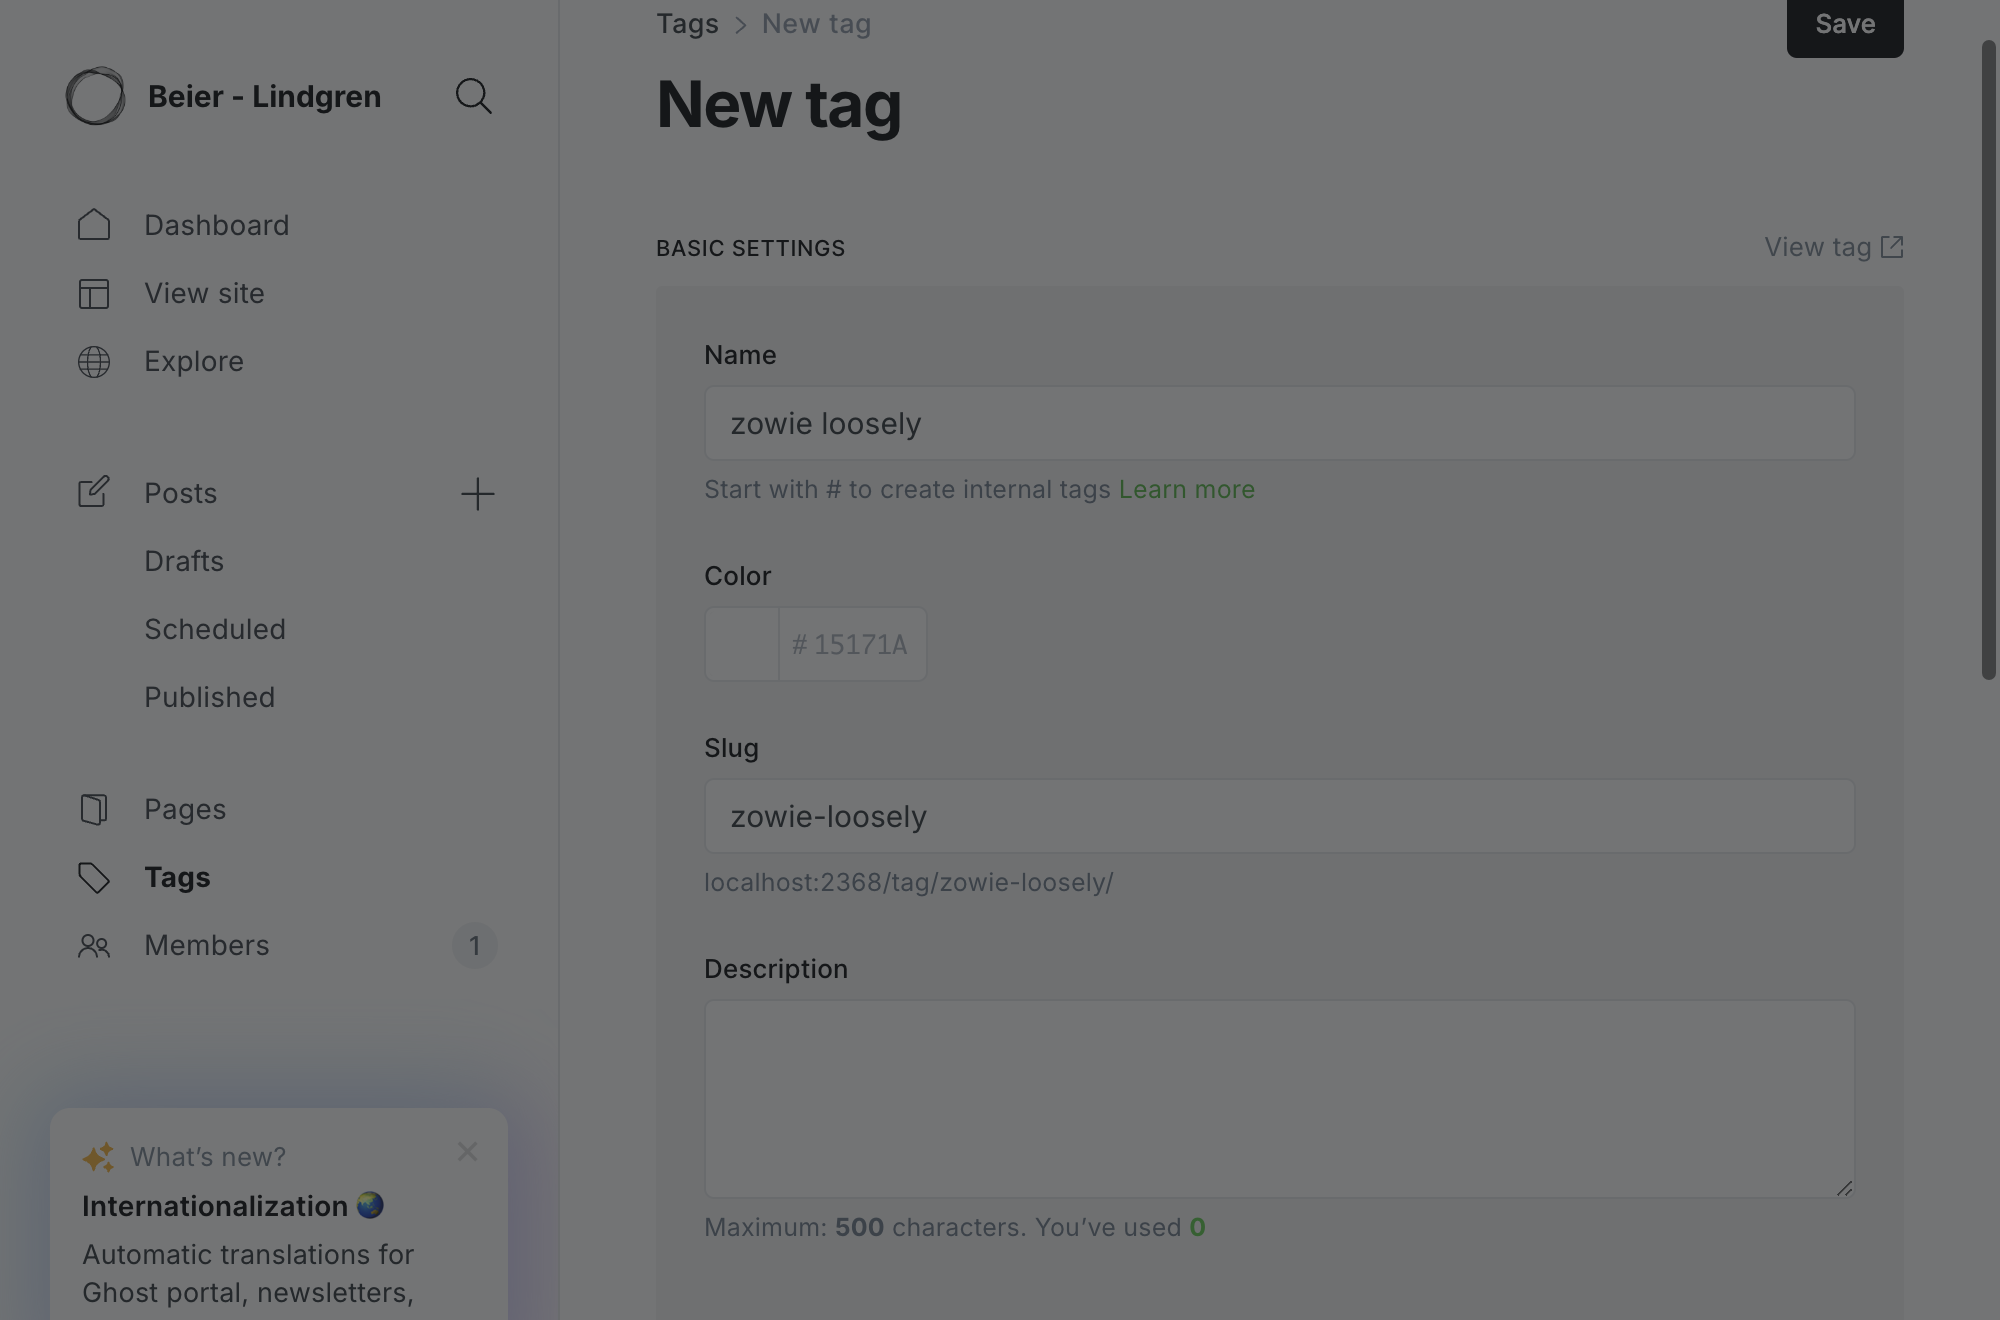 Beier - Lindgren
Dashboard
View site
Explore
Posts
Drafts
Scheduled
Published
Pages
Tags
Members
1
What’s new?
Internationalization 🌏
Automatic translations for
Ghost portal, newsletters,
Tags > New tag
Save
New tag
BASIC SETTINGS
View tag
Name
zowie loosely
Start with # to create internal tags Learn more
Color
# 15171A
Slug
zowie-loosely
localhost:2368/tag/zowie-loosely/
Description
Maximum: 500 characters. You’ve used 0